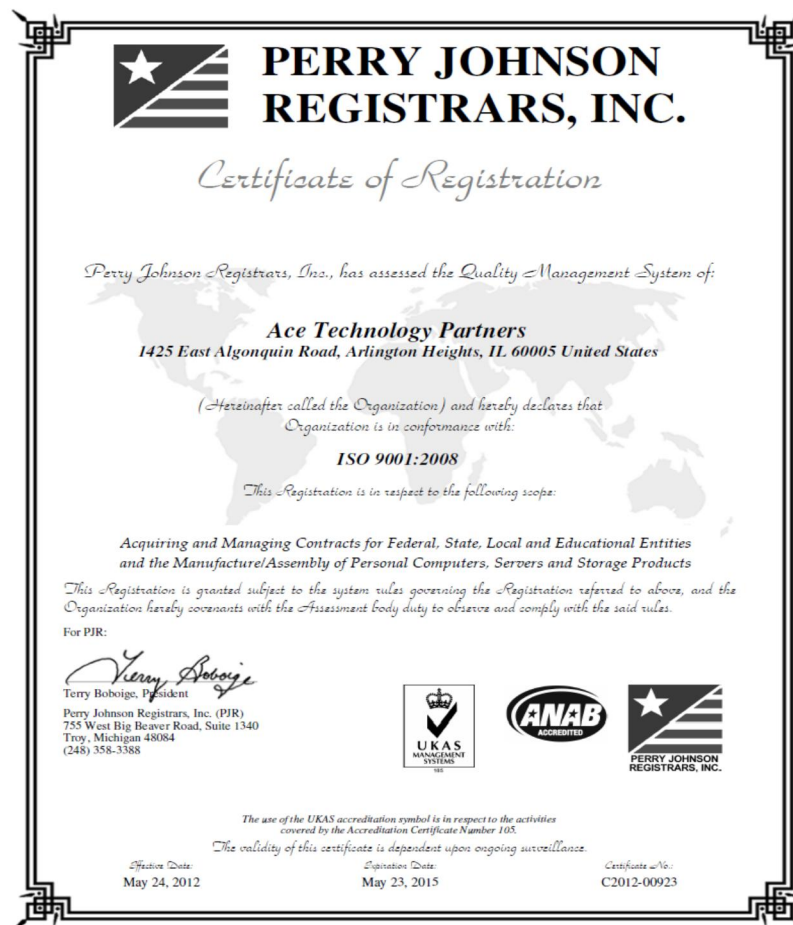 PERRY JOHNSON
REGISTRARS, INC.
Certificate of Registration
Perry Johnson Registrars, Inc., has assessed the Quality Management System of:
Ace Technology Partners
1425 East Algonquin Road, Arlington Heights, IL 60005 United States
(Hereinafter called the Organization) and hereby declares that
Organization is in conformance with:
ISO 9001:2008
This Registration is in respect to the following scope:
Acquiring and Managing Contracts for Federal, State, Local and Educational Entities
and the Manufacture/Assembly of Personal Computers, Servers and Storage Products
This Registration is granted subject to the system rules governing the Registration referred to above, and the
Organization hereby covenants with the Assessment body duty to observe and comply with the said rules.
For PJR:
Terry Boboige
Terry Boboige, President
Perry Johnson Registrars, Inc. (PJR)
755 West Big Beaver Road, Suite 1340
Troy, Michigan 48084
(248) 358-3388
UKAS
MANAGEMENT
SYSTEMS
ANAB
ACCREDITED
PERRY JOHNSON
REGISTRARS, INC.
The use of the UKAS accreditation symbol is in respect to the activities
covered by the Accreditation Certificate Number 105.
The validity of this certificate is dependent upon ongoing surveillance.
Effective Date: Expiration Date: Certificate No.:
May 24, 2012 May 23, 2015 C2012-00923